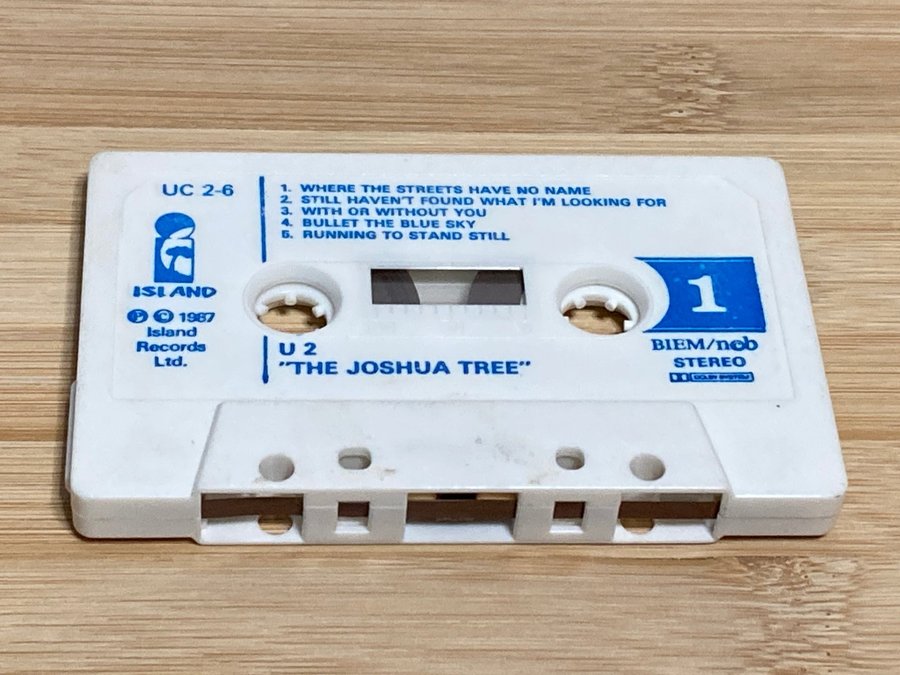 UC 2-6
ISLAND
Ⓟ © 1987
Island
Records
Ltd.
1. WHERE THE STREETS HAVE NO NAME
2. STILL HAVEN'T FOUND WHAT I'M LOOKING FOR
3. WITH OR WITHOUT YOU
4. BULLET THE BLUE SKY
5. RUNNING TO STAND STILL
U 2
"THE JOSHUA TREE"
1
BIEM/ncb
STEREO
DOLBY SYSTEM